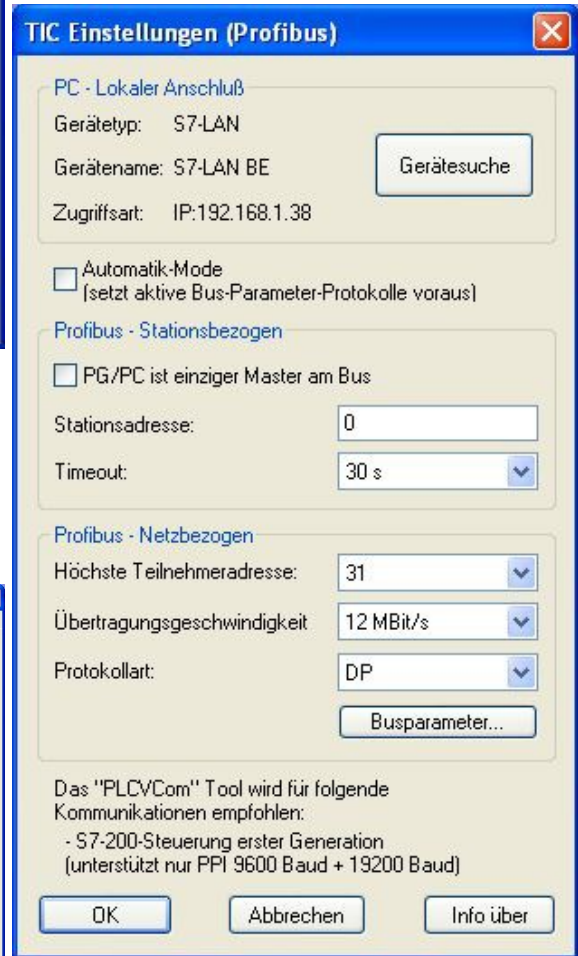 TIC Einstellungen (Profibus)
PC - Lokaler Anschluß
Gerätetyp: S7-LAN
Gerätename: S7-LAN BE
Gerätesuche
Zugriffsart: IP:192.168.1.38
Automatik-Mode
(setzt aktive Bus-Parameter-Protokolle voraus)
Profibus - Stationsbezogen
PG/PC ist einziger Master am Bus
Stationsadresse: 0
Timeout: 30 s
Profibus - Netzbezogen
Höchste Teilnehmeradresse: 31
Übertragungsgeschwindigkeit 12 MBit/s
Protokollart: DP
Busparameter...
Das "PLCVCom" Tool wird für folgende
Kommunikationen empfohlen:
- S7-200-Steuerung erster Generation
(unterstützt nur PPI 9600 Baud + 19200 Baud)
OK Abbrechen Info über